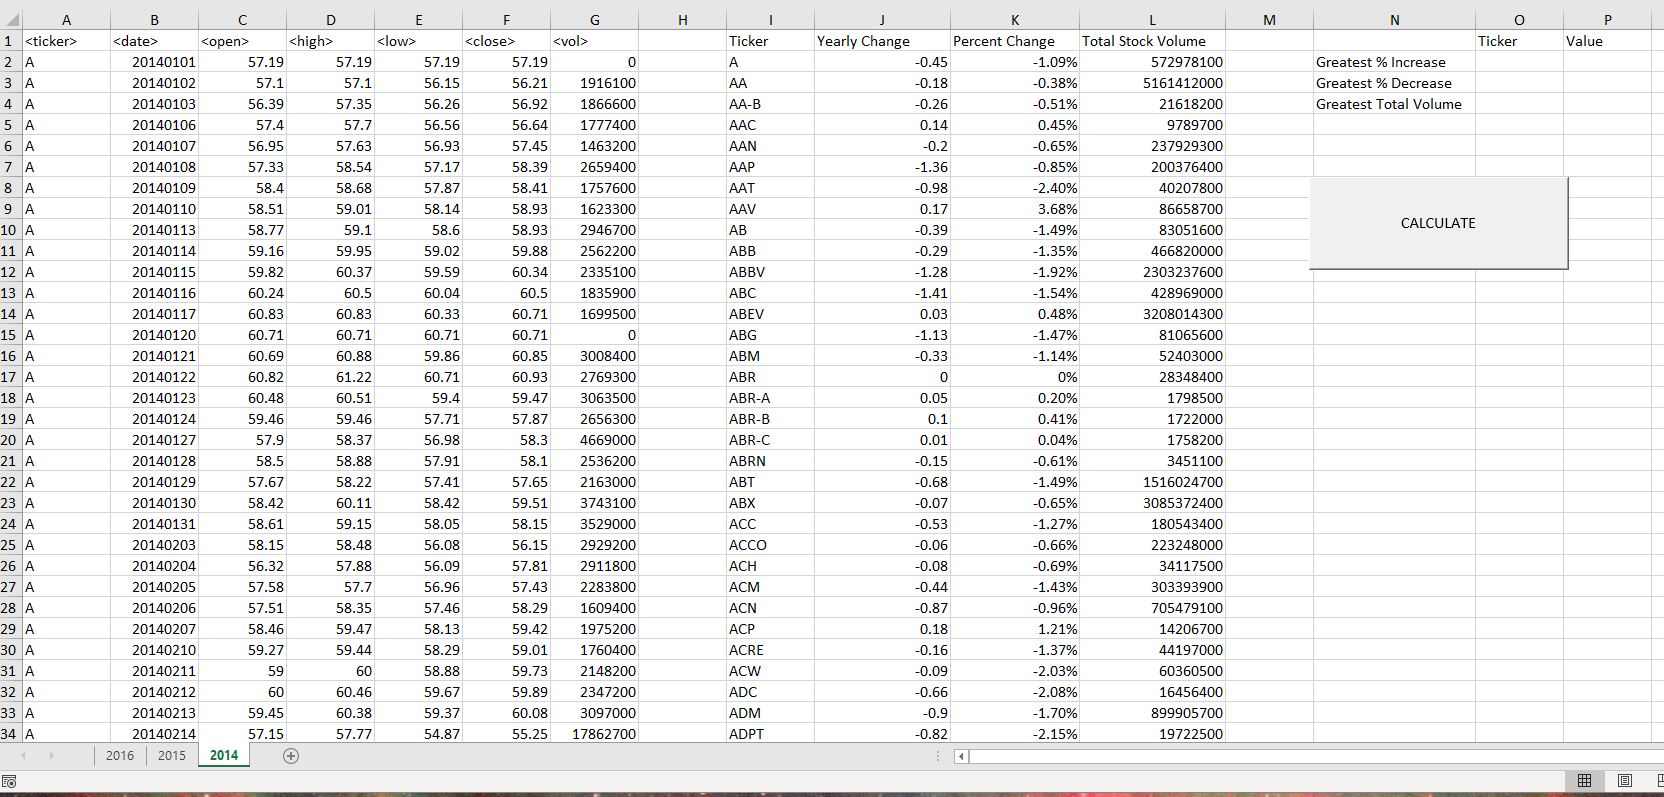 A B C D E F G H I J K L M N O P
1 <ticker> <date> <open> <high> <low> <close> <vol> Ticker Yearly Change Percent Change Total Stock Volume Ticker Value
2 A 20140101 57.19 57.19 57.19 57.19 0 A -0.45 -1.09% 572978100 Greatest % Increase
3 A 20140102 57.1 57.1 56.15 56.21 1916100 AA -0.18 -0.38% 5161412000 Greatest % Decrease
4 A 20140103 56.39 57.35 56.26 56.92 1866600 AA-B -0.26 -0.51% 21618200 Greatest Total Volume
5 A 20140106 57.4 57.7 56.56 56.64 1777400 AAC 0.14 0.45% 9789700
6 A 20140107 56.95 57.63 56.93 57.45 1463200 AAN -0.2 -0.65% 237929300
7 A 20140108 57.33 58.54 57.17 58.39 2659400 AAP -1.36 -0.85% 200376400
8 A 20140109 58.4 58.68 57.87 58.41 1757600 AAT -0.98 -2.40% 40207800
9 A 20140110 58.51 59.01 58.14 58.93 1623300 AAV 0.17 3.68% 86658700
10 A 20140113 58.77 59.1 58.6 58.93 2946700 AB -0.39 -1.49% 83051600 CALCULATE
11 A 20140114 59.16 59.95 59.02 59.88 2562200 ABB -0.29 -1.35% 466820000
12 A 20140115 59.82 60.37 59.59 60.34 2335100 ABBV -1.28 -1.92% 2303237600
13 A 20140116 60.24 60.5 60.04 60.5 1835900 ABC -1.41 -1.54% 428969000
14 A 20140117 60.83 60.83 60.33 60.71 1699500 ABEV 0.03 0.48% 3208014300
15 A 20140120 60.71 60.71 60.71 60.71 0 ABG -1.13 -1.47% 81065600
16 A 20140121 60.69 60.88 59.86 60.85 3008400 ABM -0.33 -1.14% 52403000
17 A 20140122 60.82 61.22 60.71 60.93 2769300 ABR 0 0% 28348400
18 A 20140123 60.48 60.51 59.4 59.47 3063500 ABR-A 0.05 0.20% 1798500
19 A 20140124 59.46 59.46 57.71 57.87 2656300 ABR-B 0.1 0.41% 1722000
20 A 20140127 57.9 58.37 56.98 58.3 4669000 ABR-C 0.01 0.04% 1758200
21 A 20140128 58.5 58.88 57.91 58.1 2536200 ABRN -0.15 -0.61% 3451100
22 A 20140129 57.67 58.22 57.41 57.65 2163000 ABT -0.68 -1.49% 1516024700
23 A 20140130 58.42 60.11 58.42 59.51 3743100 ABX -0.07 -0.65% 3085372400
24 A 20140131 58.61 59.15 58.05 58.15 3529000 ACC -0.53 -1.27% 180543400
25 A 20140203 58.15 58.48 56.08 56.15 2929200 ACCO -0.06 -0.66% 223248000
26 A 20140204 56.32 57.88 56.09 57.81 2911800 ACH -0.08 -0.69% 34117500
27 A 20140205 57.58 57.7 56.96 57.43 2283800 ACM -0.44 -1.43% 303393900
28 A 20140206 57.51 58.35 57.46 58.29 1609400 ACN -0.87 -0.96% 705479100
29 A 20140207 58.46 59.47 58.13 59.42 1975200 ACP 0.18 1.21% 14206700
30 A 20140210 59.27 59.44 58.29 59.01 1760400 ACRE -0.16 -1.37% 44197000
31 A 20140211 59 60 58.88 59.73 2148200 ACW -0.09 -2.03% 60360500
32 A 20140212 60 60.46 59.67 59.89 2347200 ADC -0.66 -2.08% 16456400
33 A 20140213 59.45 60.38 59.37 60.08 3097000 ADM -0.9 -1.70% 899905700
34 A 20140214 57.15 57.77 54.87 55.25 17862700 ADPT -0.82 -2.15% 19722500
2016 2015 2014